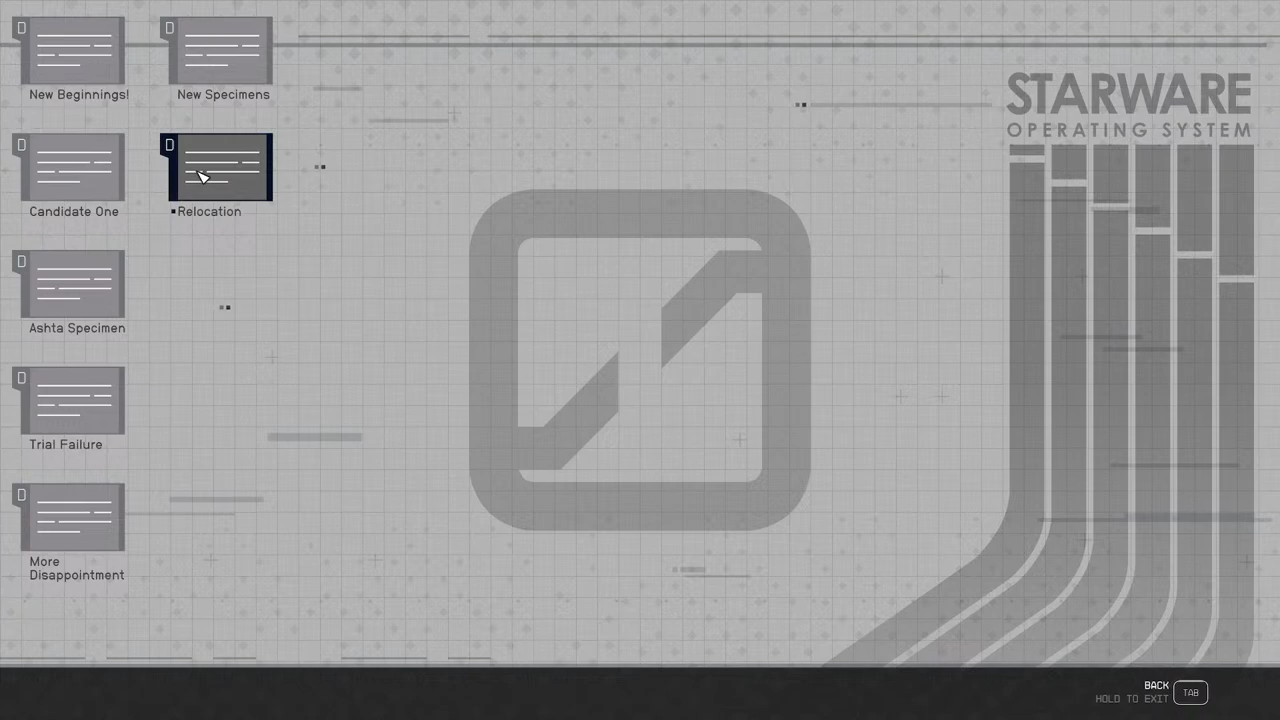 STARWARE
OPERATING SYSTEM
D
D
New Beginnings!
New Specimens
D
D
Candidate One
Relocation
D
Ashta Specimen
D
Trial Failure
D
More
Disappointment
BACK
HOLD TO EXIT
TAB